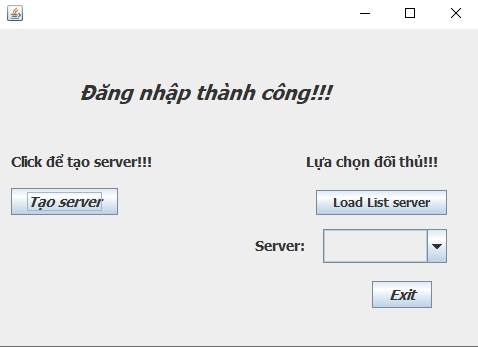 Đăng nhập thành công!!!
Click để tạo server!!!
Lựa chọn đối thủ!!!
Tạo server
Load List server
Server:
Exit